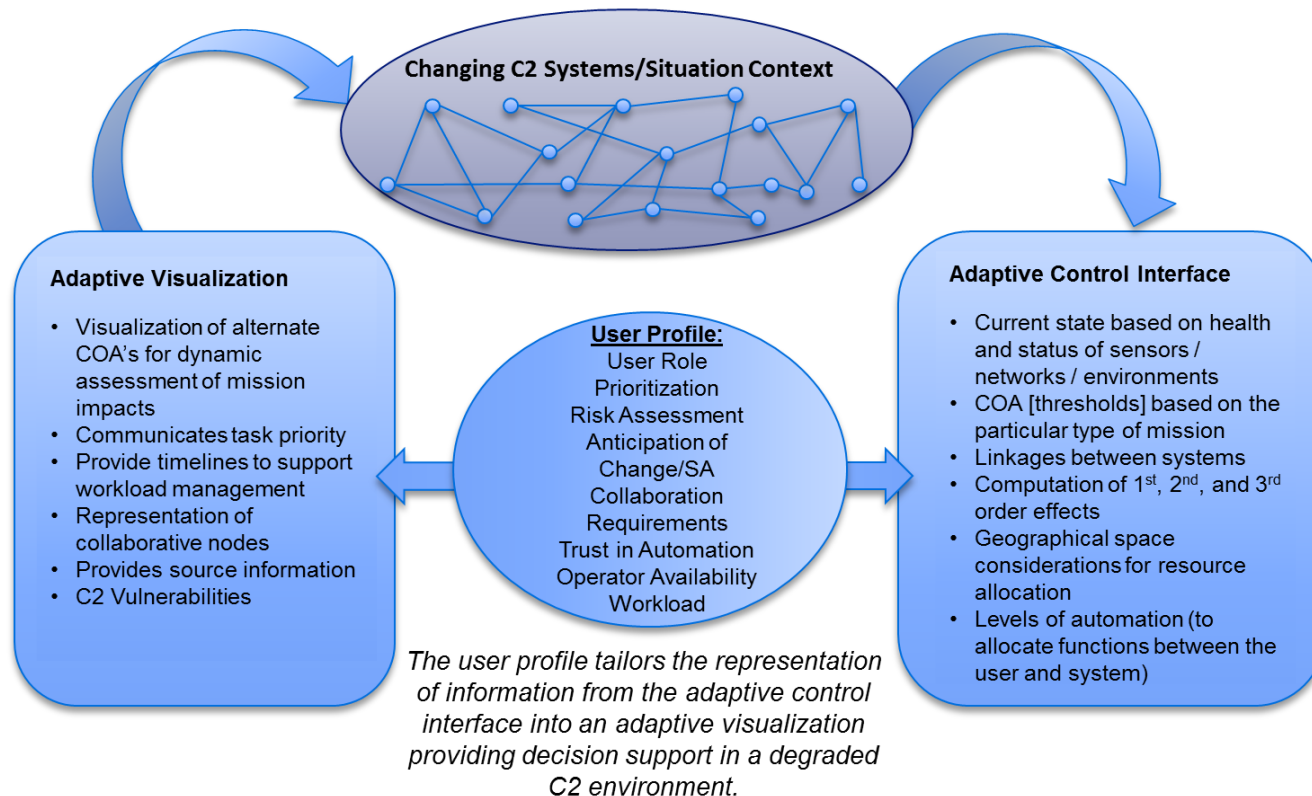 Changing C2 Systems/Situation Context
Adaptive Visualization
• Visualization of alternate
COA's for dynamic
assessment of mission
impacts
• Communicates task priority
• Provide timelines to support
workload management
• Representation of
collaborative nodes
• Provides source information
• C2 Vulnerabilities
User Profile:
User Role
Prioritization
Risk Assessment
Anticipation of
Change/SA
Collaboration
Requirements
Trust in Automation
Operator Availability
Workload
The user profile tailors the representation
of information from the adaptive control
interface into an adaptive visualization
providing decision support in a degraded
C2 environment.
Adaptive Control Interface
• Current state based on health
and status of sensors /
networks / environments
• COA [thresholds] based on the
particular type of mission
• Linkages between systems
• Computation of 1st, 2nd, and 3rd
order effects
• Geographical space
considerations for resource
allocation
• Levels of automation (to
allocate functions between the
user and system)